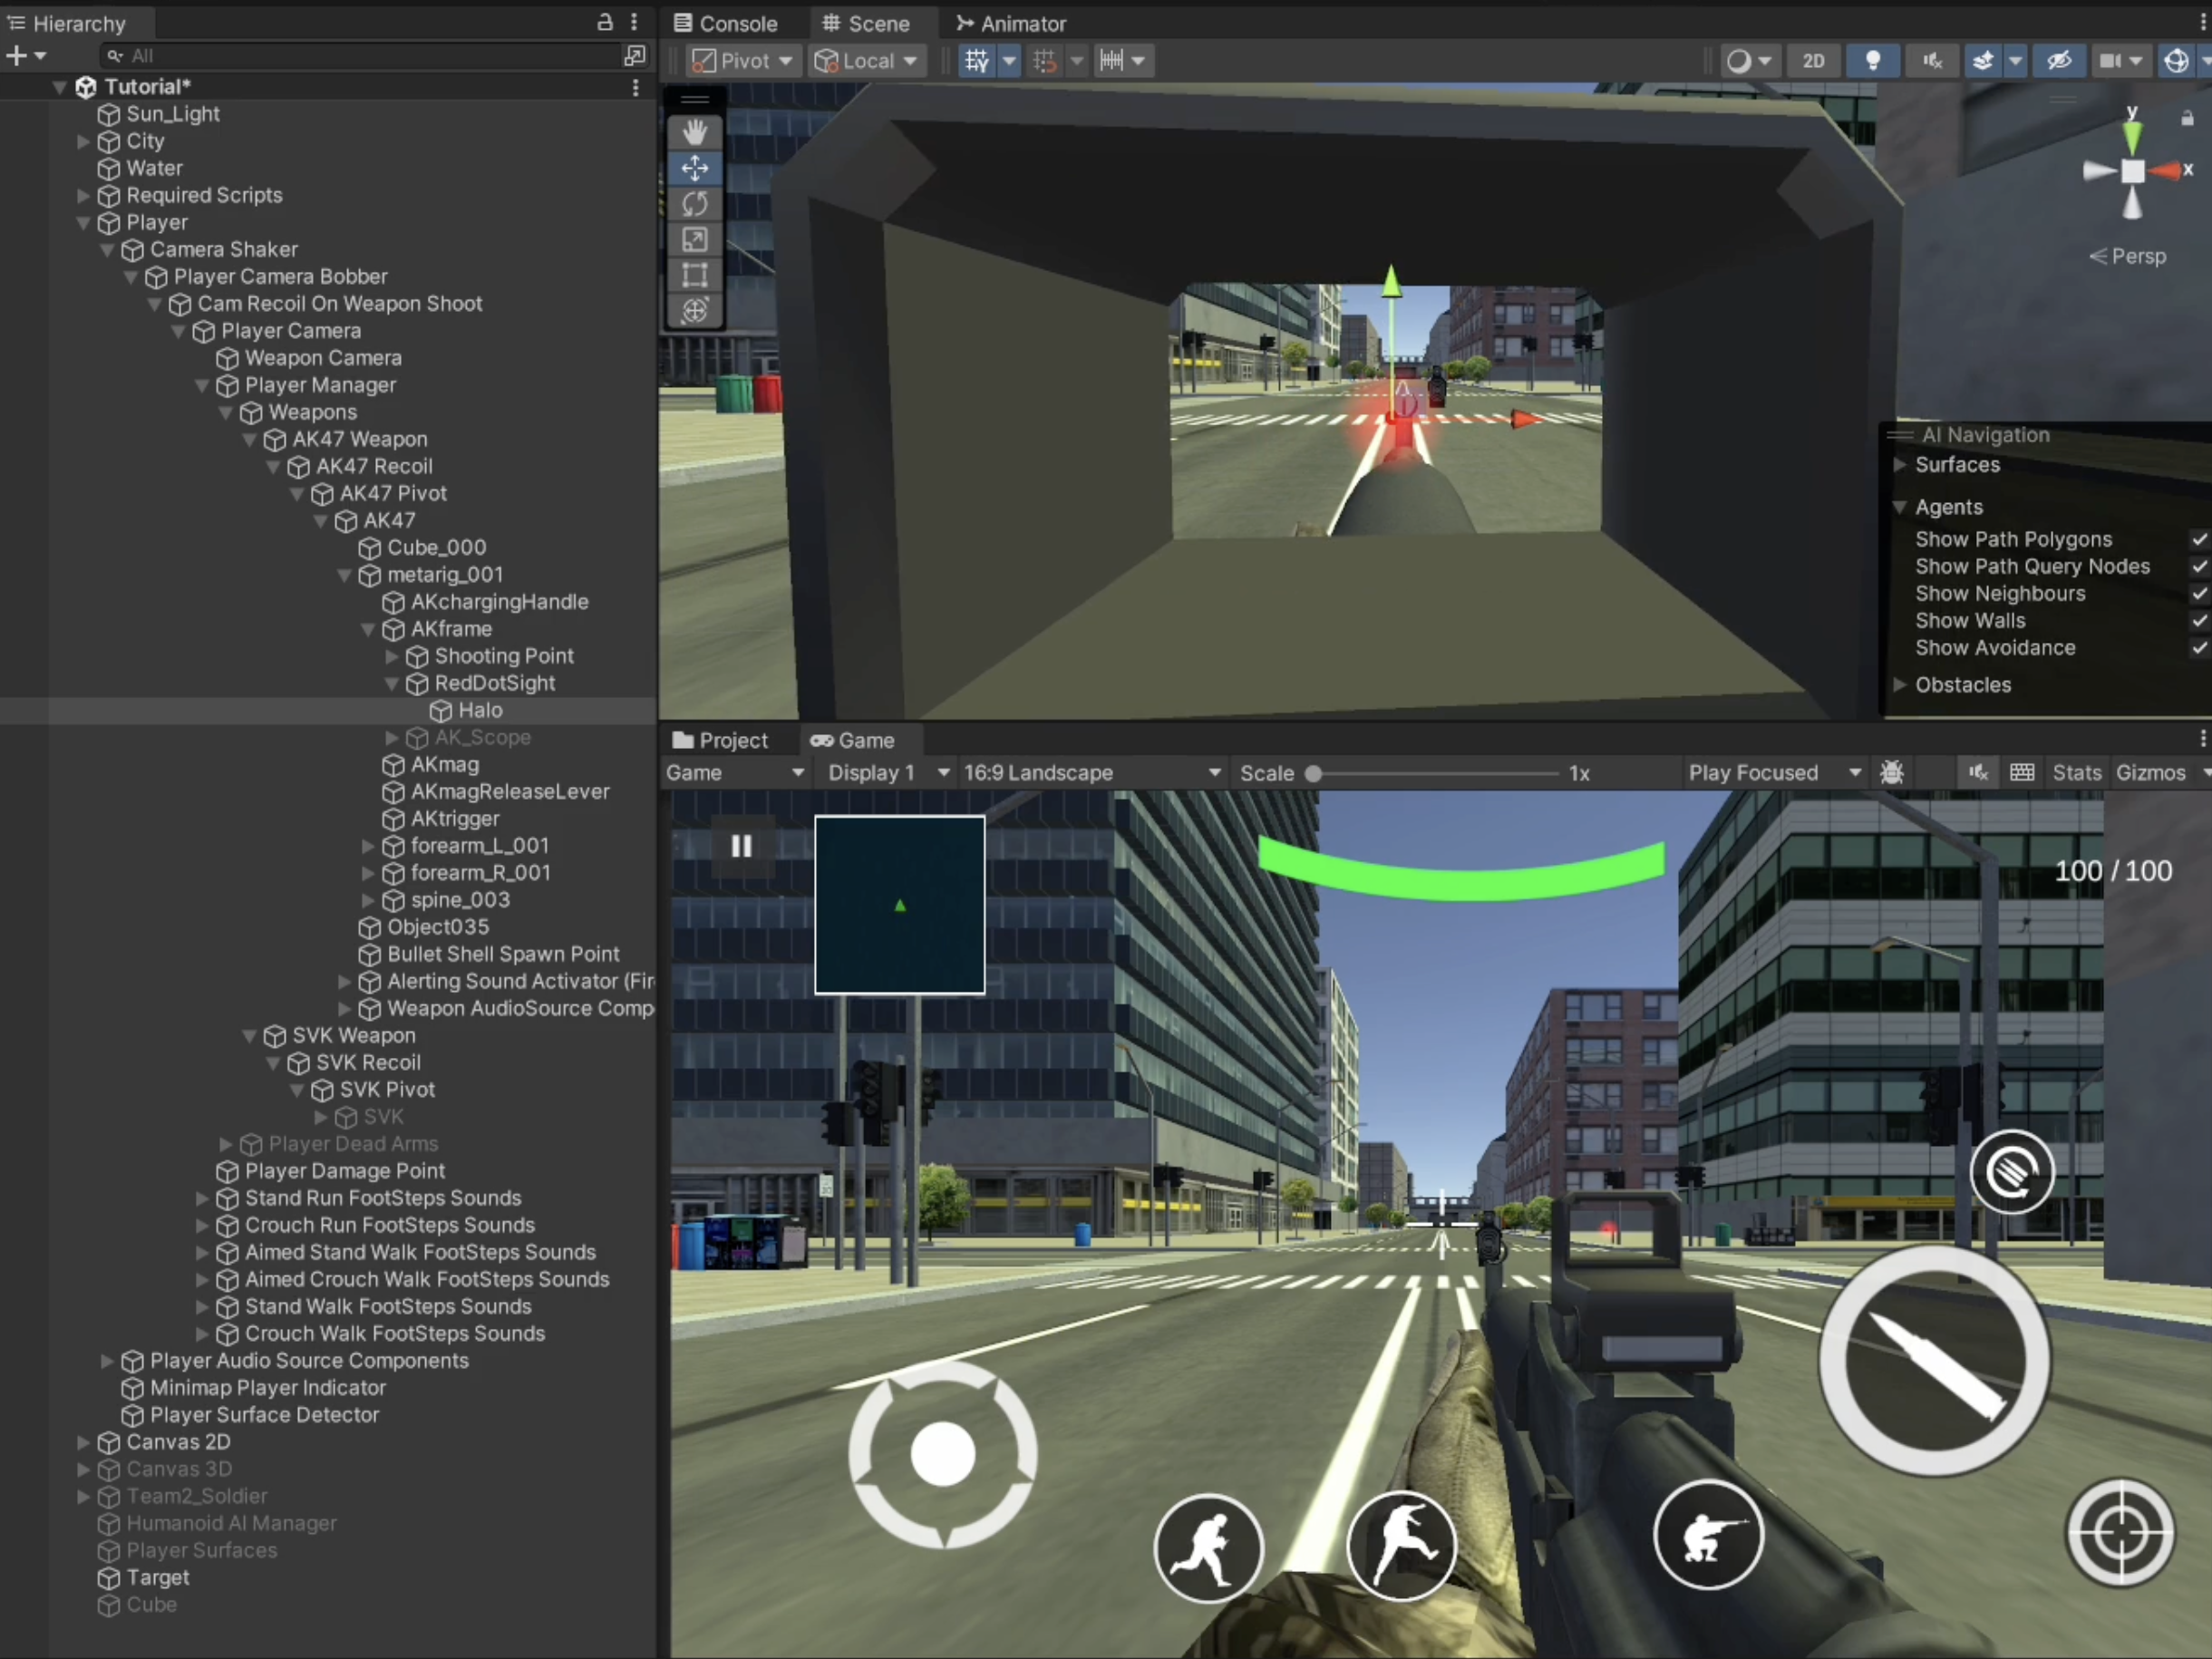 Hierarchy
All
Tutorial*
Sun_Light
City
Water
Required Scripts
Player
Camera Shaker
Player Camera Bobber
Cam Recoil On Weapon Shoot
Player Camera
Weapon Camera
Player Manager
Weapons
AK47 Weapon
AK47 Recoil
AK47 Pivot
AK47
Cube_000
metarig_001
AKchargingHandle
AKframe
Shooting Point
RedDotSight
Halo
AK_Scope
AKmag
AKmagReleaseLever
AKtrigger
forearm_L_001
forearm_R_001
spine_003
Object035
Bullet Shell Spawn Point
Alerting Sound Activator (Fir
Weapon AudioSource Comp
SVK Weapon
SVK Recoil
SVK Pivot
SVK
Player Dead Arms
Player Damage Point
Stand Run FootSteps Sounds
Crouch Run FootSteps Sounds
Aimed Stand Walk FootSteps Sounds
Aimed Crouch Walk FootSteps Sounds
Stand Walk FootSteps Sounds
Crouch Walk FootSteps Sounds
Player Audio Source Components
Minimap Player Indicator
Player Surface Detector
Canvas 2D
Canvas 3D
Team2_Soldier
Humanoid AI Manager
Player Surfaces
Target
Cube
Console Scene Animator
Pivot Local 2D
y
x
Persp
AI Navigation
Surfaces
Agents
Show Path Polygons
Show Path Query Nodes
Show Neighbours
Show Walls
Show Avoidance
Obstacles
Project Game
Game Display 1 16:9 Landscape Scale 1x Play Focused Stats Gizmos
100 / 100